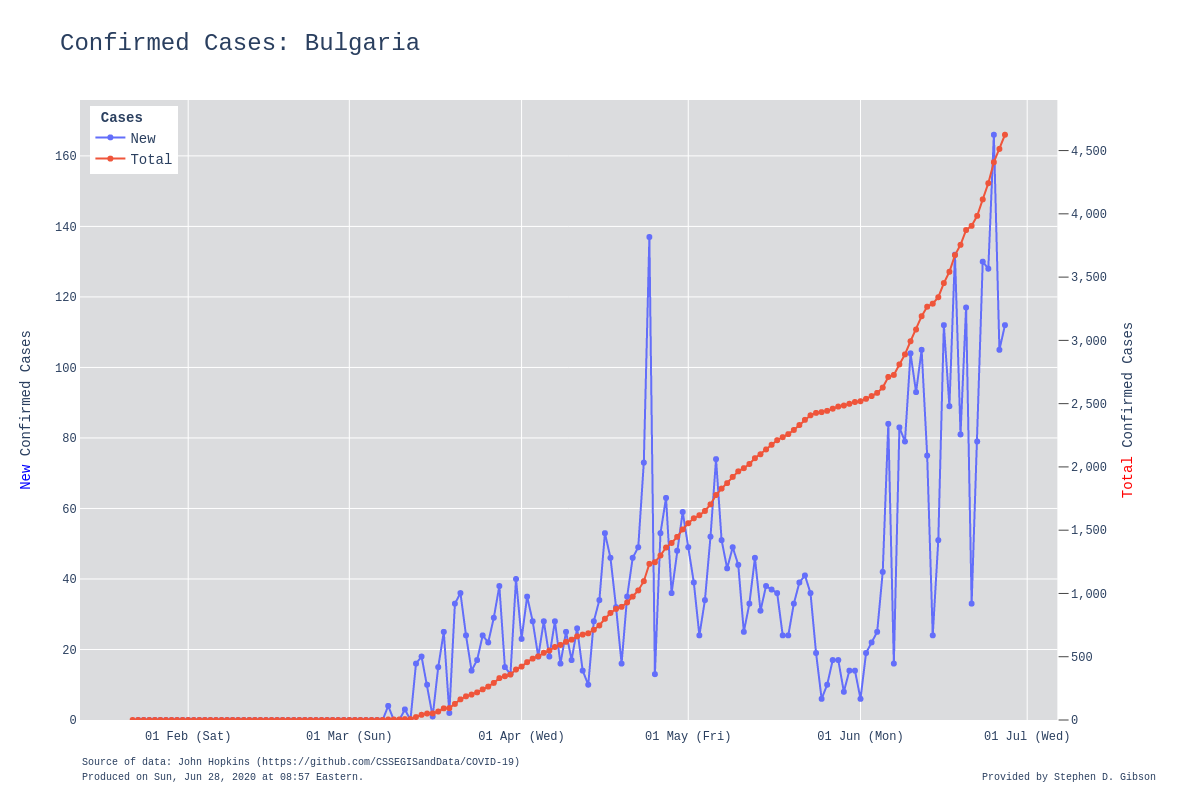 Confirmed Cases: Bulgaria
Cases
New
Total
160
140
120
100
80
60
40
20
0
4,500
4,000
3,500
3,000
2,500
2,000
1,500
1,000
500
0
New Confirmed Cases
Total Confirmed Cases
01 Feb (Sat)
01 Mar (Sun)
01 Apr (Wed)
01 May (Fri)
01 Jun (Mon)
01 Jul (Wed)
Source of data: John Hopkins (https://github.com/CSSEGISandData/COVID-19)
Produced on Sun, Jun 28, 2020 at 08:57 Eastern.
Provided by Stephen D. Gibson